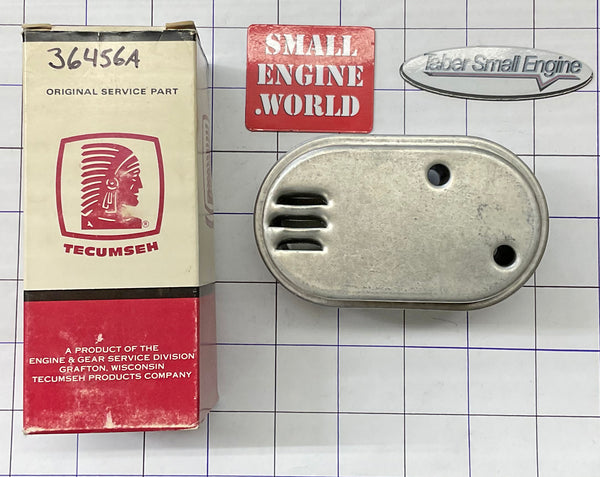 36456A
ORIGINAL SERVICE PART
®
TECUMSEH
A PRODUCT OF THE
ENGINE & GEAR SERVICE DIVISION
GRAFTON, WISCONSIN
TECUMSEH PRODUCTS COMPANY
SMALL
ENGINE
.WORLD
Taber Small Engine